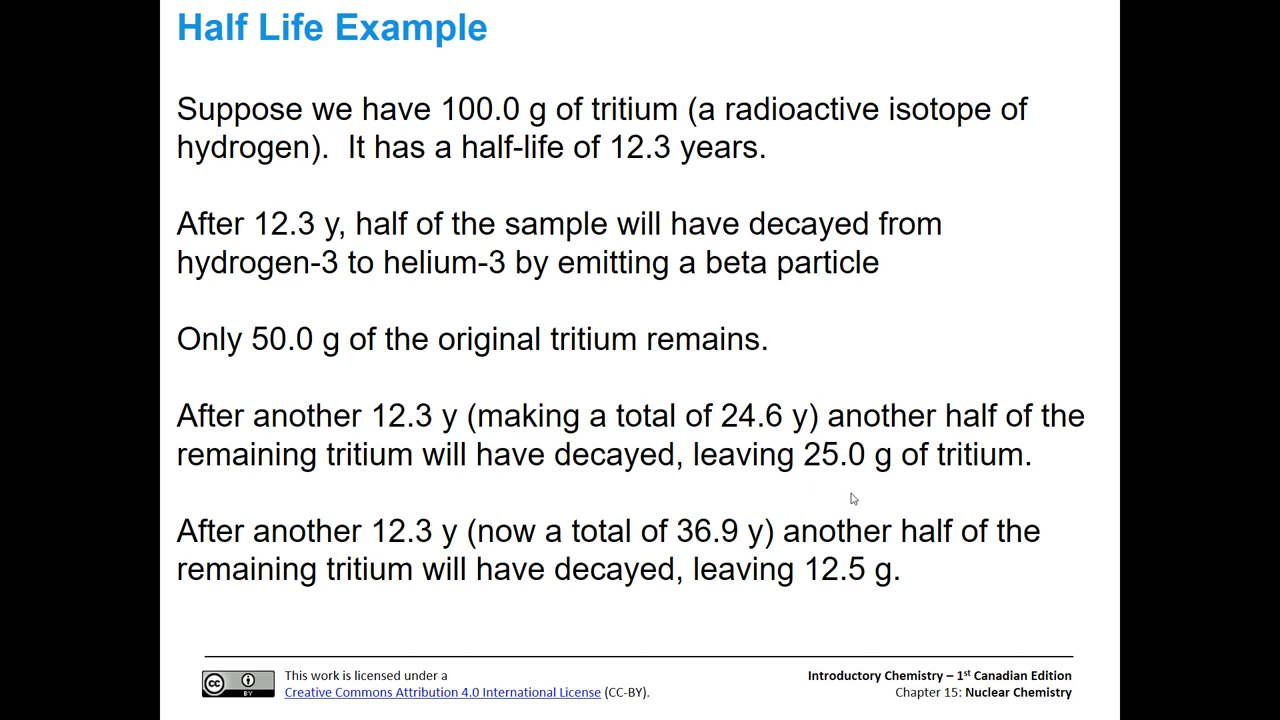 Half Life Example
Suppose we have 100.0 g of tritium (a radioactive isotope of
hydrogen).  It has a half-life of 12.3 years.
After 12.3 y, half of the sample will have decayed from
hydrogen-3 to helium-3 by emitting a beta particle
Only 50.0 g of the original tritium remains.
After another 12.3 y (making a total of 24.6 y) another half of the
remaining tritium will have decayed, leaving 25.0 g of tritium.
After another 12.3 y (now a total of 36.9 y) another half of the
remaining tritium will have decayed, leaving 12.5 g.
cc BY
This work is licensed under a
Creative Commons Attribution 4.0 International License (CC-BY).
Introductory Chemistry – 1st Canadian Edition
Chapter 15: Nuclear Chemistry